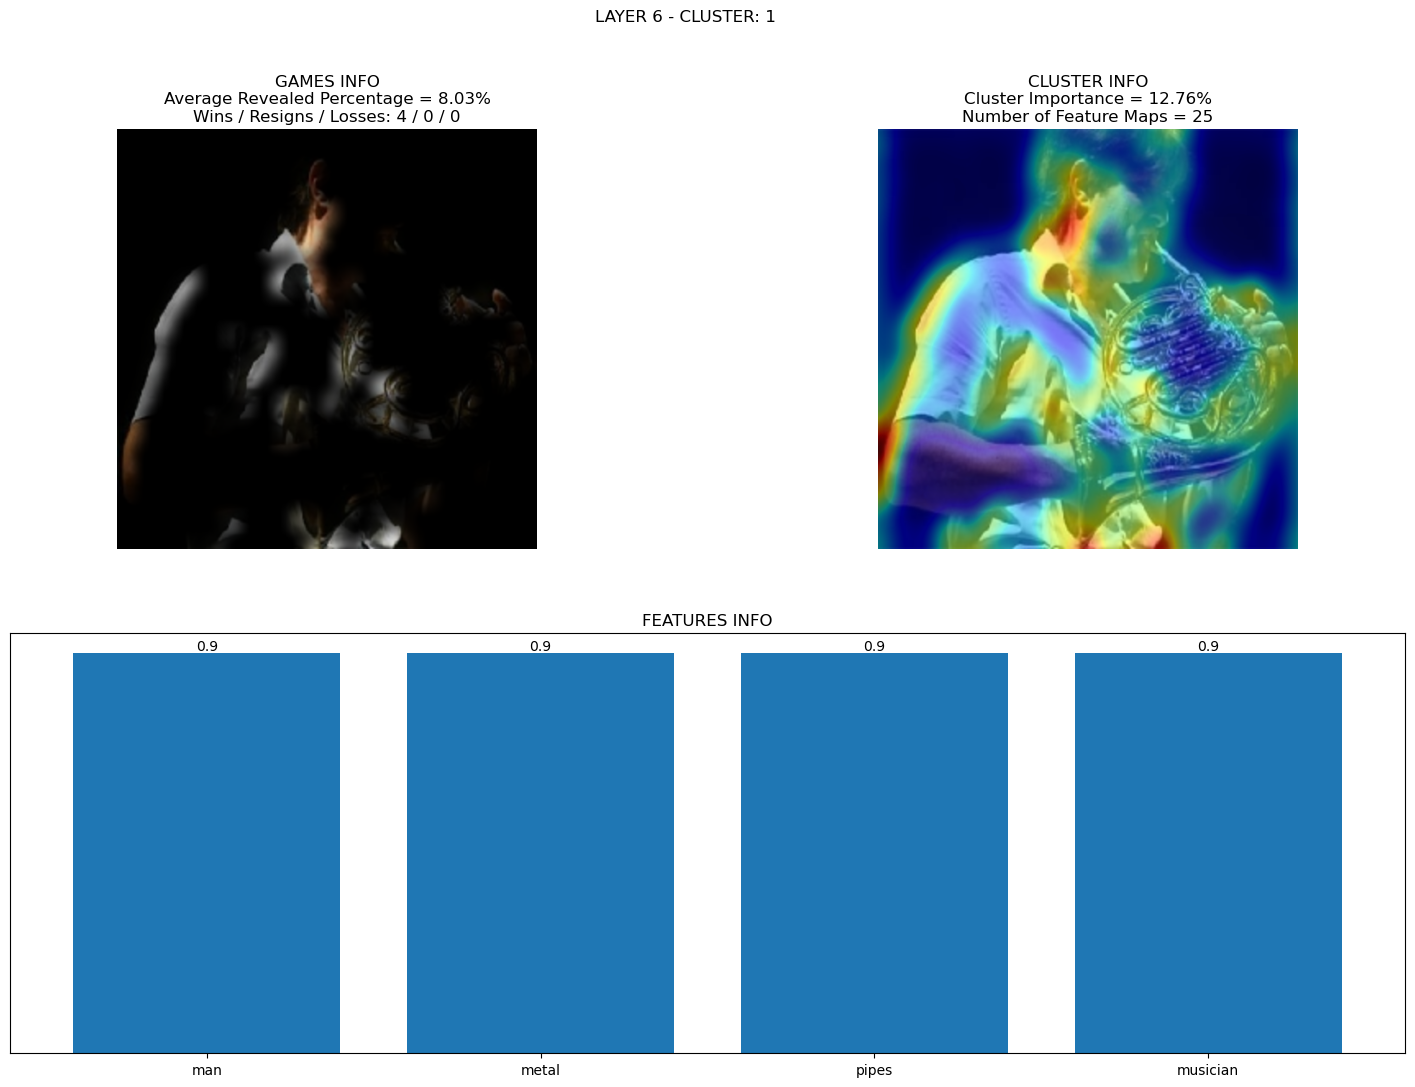 LAYER 6 - CLUSTER: 1
GAMES INFO
Average Revealed Percentage = 8.03%
Wins / Resigns / Losses: 4 / 0 / 0
CLUSTER INFO
Cluster Importance = 12.76%
Number of Feature Maps = 25
FEATURES INFO
0.9 0.9 0.9 0.9
man metal pipes musician